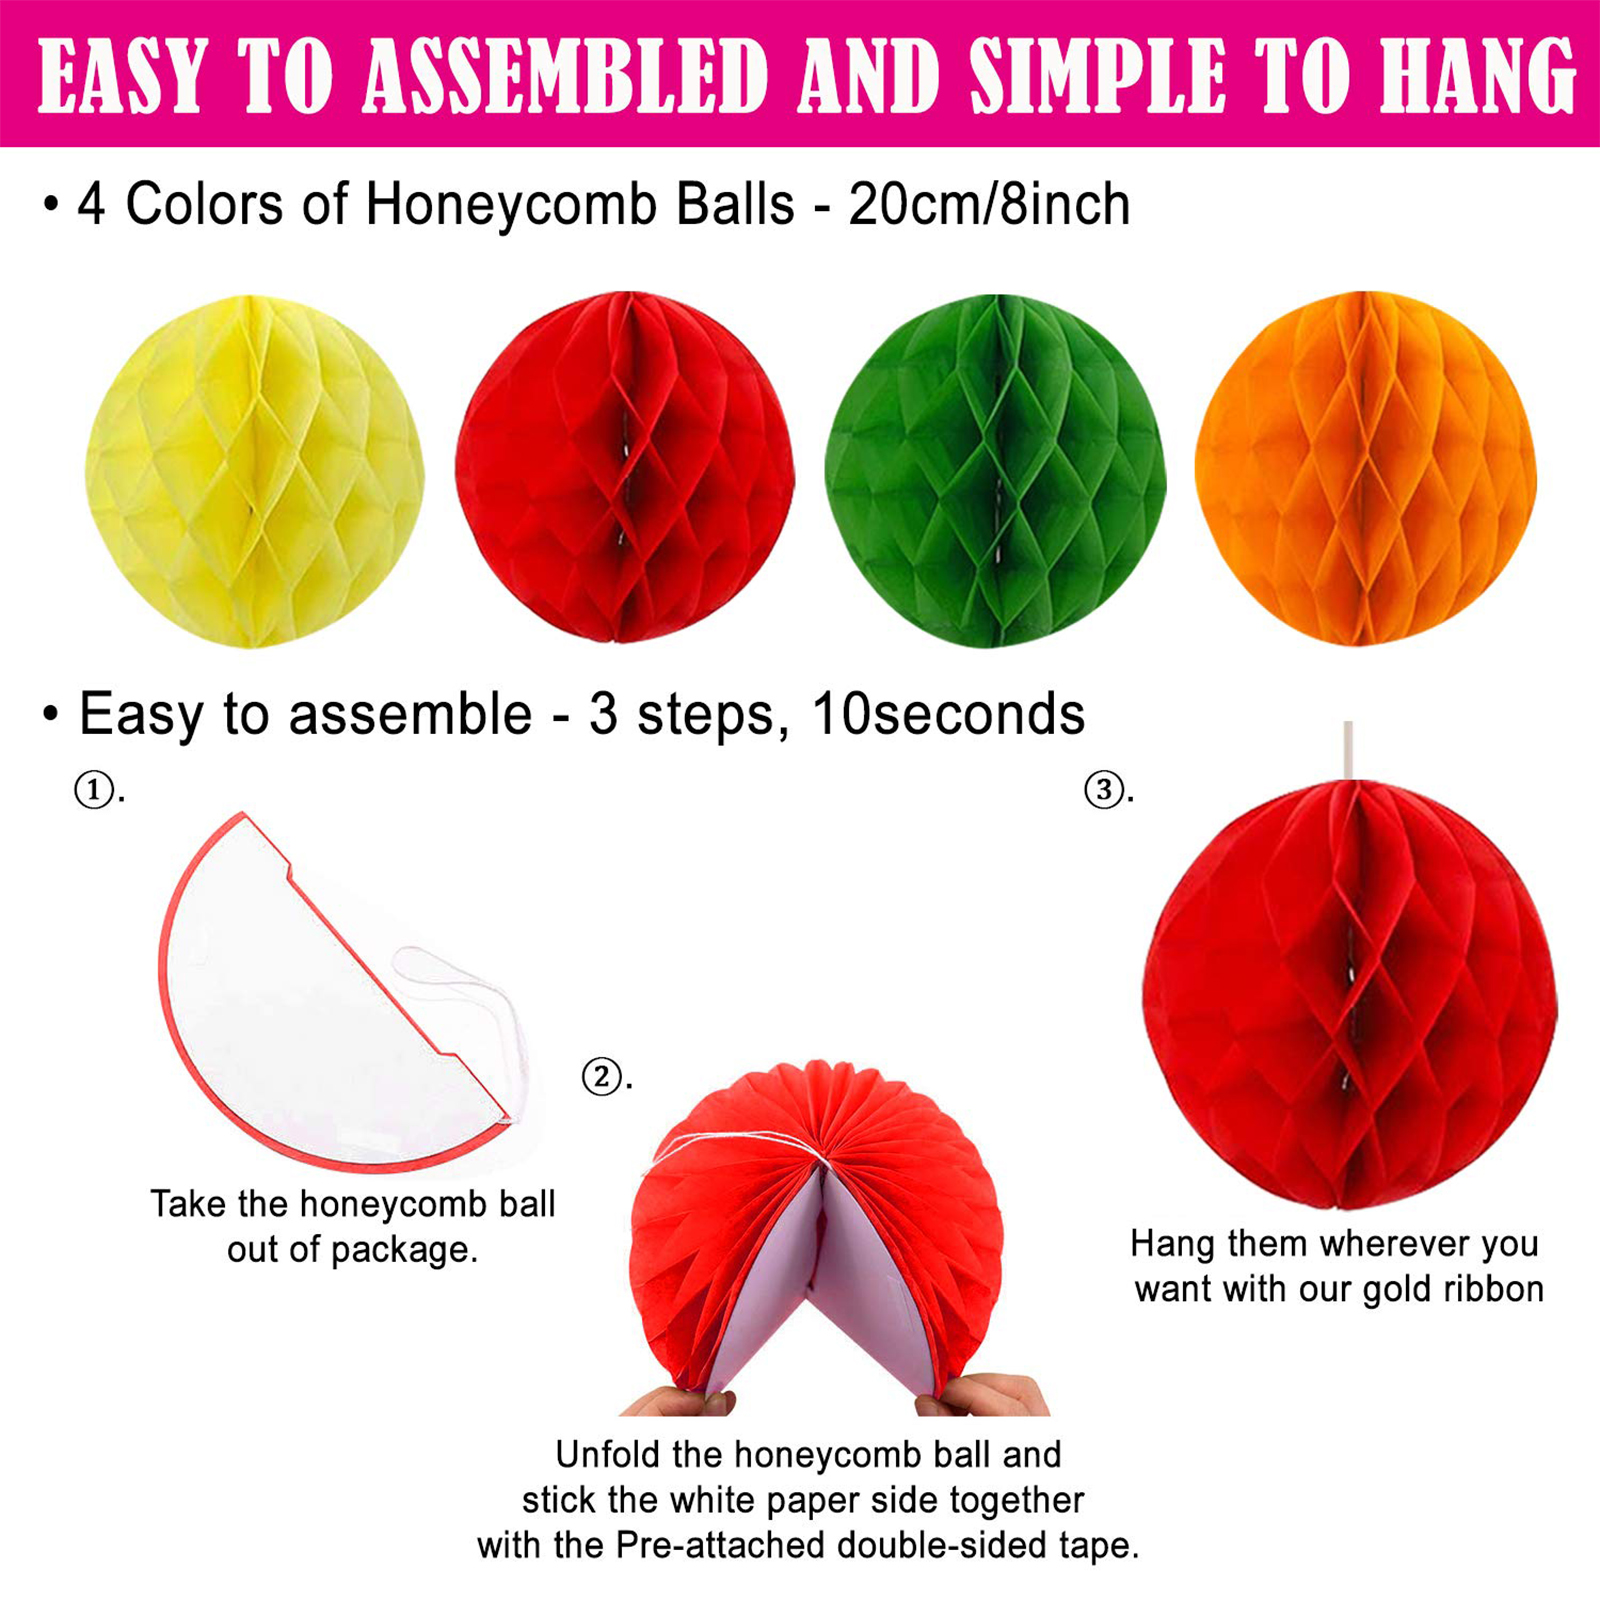 EASY TO ASSEMBLED AND SIMPLE TO HANG
• 4 Colors of Honeycomb Balls - 20cm/8inch
• Easy to assemble - 3 steps, 10seconds
①.
Take the honeycomb ball
out of package.
②.
Unfold the honeycomb ball and
stick the white paper side together
with the Pre-attached double-sided tape.
③.
Hang them wherever you
want with our gold ribbon